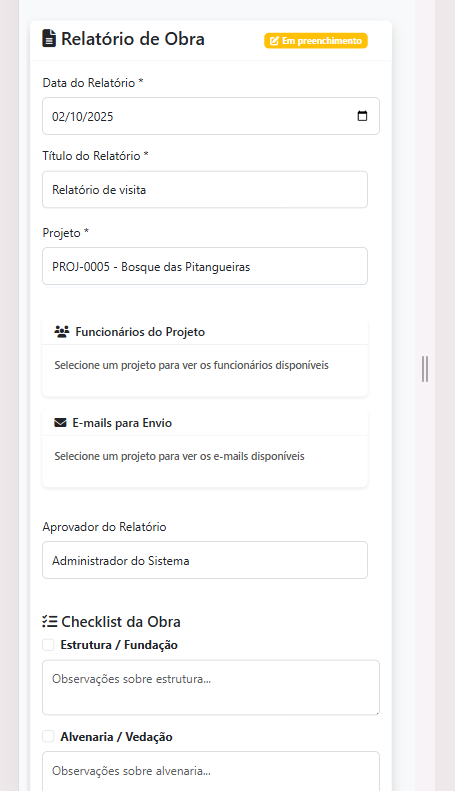 Relatório de Obra
Em preenchimento
Data do Relatório *
02/10/2025
Título do Relatório *
Relatório de visita
Projeto *
PROJ-0005 - Bosque das Pitangueiras
Funcionários do Projeto
Selecione um projeto para ver os funcionários disponíveis
E-mails para Envio
Selecione um projeto para ver os e-mails disponíveis
Aprovador do Relatório
Administrador do Sistema
Checklist da Obra
Estrutura / Fundação
Observações sobre estrutura...
Alvenaria / Vedação
Observações sobre alvenaria...